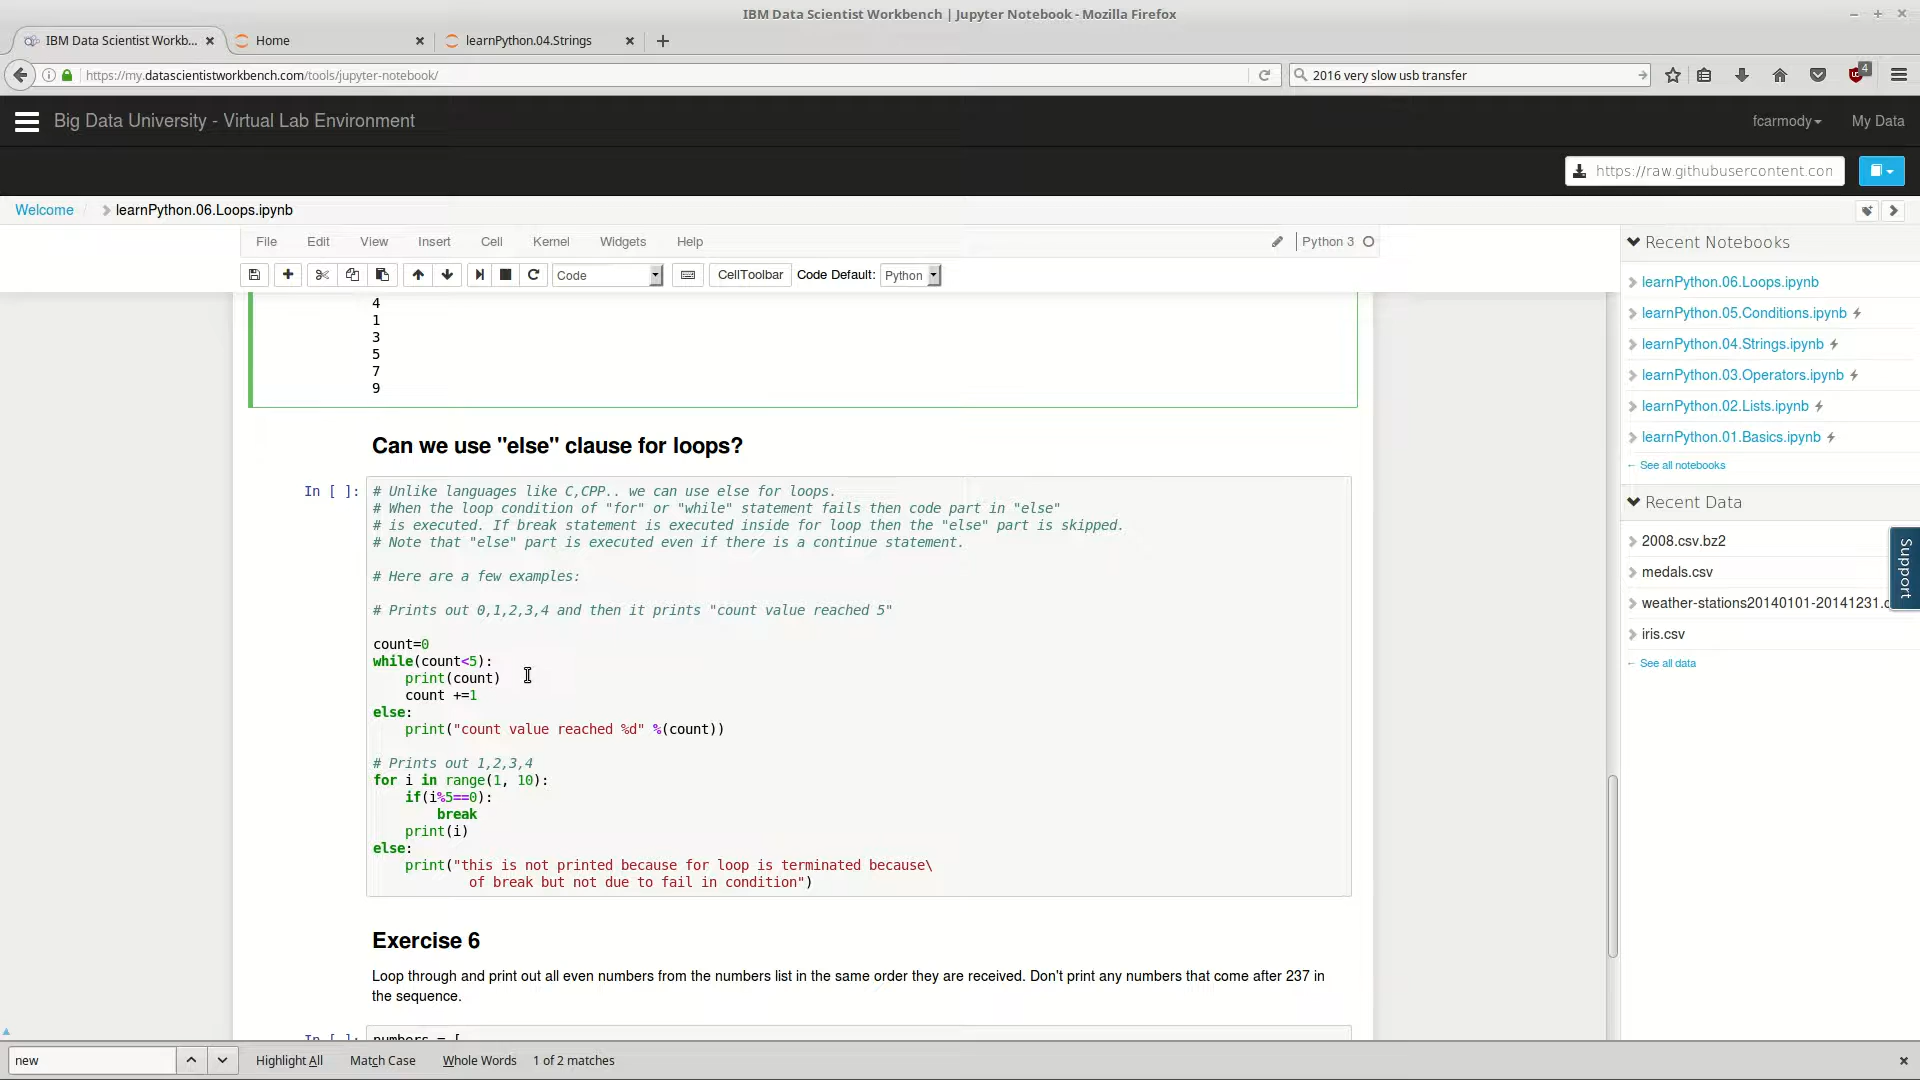 IBM Data Scientist Workbench | Jupyter Notebook - Mozilla Firefox
IBM Data Scientist Workb...
Home
learnPython.04.Strings
https://my.datascientistworkbench.com/tools/jupyter-notebook/
2016 very slow usb transfer
4
Big Data University - Virtual Lab Environment
fcarmody
My Data
https://raw.githubusercontent.con
Welcome
learnPython.06.Loops.ipynb
File
Edit
View
Insert
Cell
Kernel
Widgets
Help
Python 3
Code
CellToolbar
Code Default:
Python
4
1
3
5
7
9
Can we use "else" clause for loops?
In [ ]:
# Unlike languages like C,CPP.. we can use else for loops.
# When the loop condition of "for" or "while" statement fails then code part in "else"
# is executed. If break statement is executed inside for loop then the "else" part is skipped.
# Note that "else" part is executed even if there is a continue statement.
# Here are a few examples:
# Prints out 0,1,2,3,4 and then it prints "count value reached 5"
count=0
while(count<5):
    print(count)
    count +=1
else:
    print("count value reached %d" %(count))
# Prints out 1,2,3,4
for i in range(1, 10):
    if(i%5==0):
        break
    print(i)
else:
    print("this is not printed because for loop is terminated because\
            of break but not due to fail in condition")
Exercise 6
Loop through and print out all even numbers from the numbers list in the same order they are received. Don't print any numbers that come after 237 in
the sequence.
In [ ]:
numbers = [
Recent Notebooks
learnPython.06.Loops.ipynb
learnPython.05.Conditions.ipynb
learnPython.04.Strings.ipynb
learnPython.03.Operators.ipynb
learnPython.02.Lists.ipynb
learnPython.01.Basics.ipynb
← See all notebooks
Recent Data
2008.csv.bz2
medals.csv
weather-stations20140101-20141231.c
iris.csv
← See all data
Support
new
Highlight All
Match Case
Whole Words
1 of 2 matches